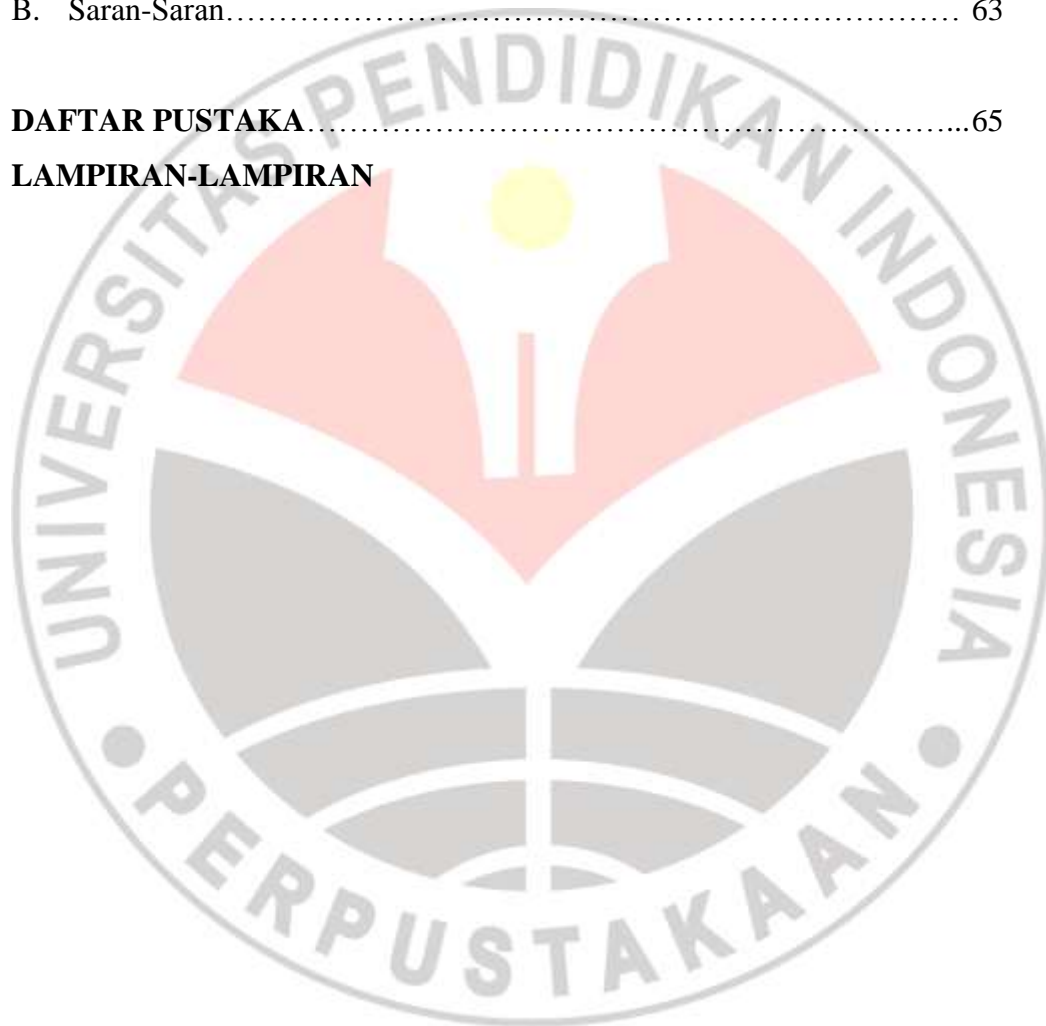 B. Saran-Saran…………………………………………………………… 63
DAFTAR PUSTAKA……………………………………………………...65
LAMPIRAN-LAMPIRAN
UNIVERSITAS PENDIDIKAN INDONESIA
PERPUSTAKAAN